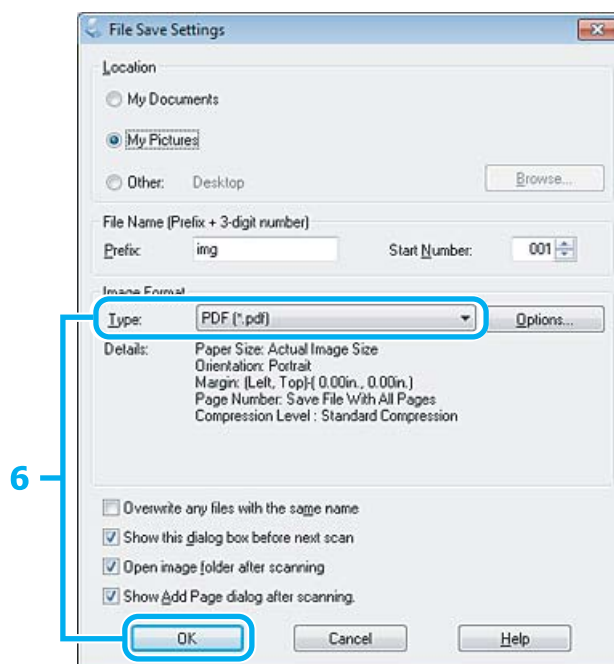 File Save Settings
Location
My Documents
My Pictures
Other: Desktop Browse...
File Name (Prefix + 3-digit number)
Prefix: img Start Number: 001
Image Format
Type: PDF (*.pdf) Options...
Details: Paper Size: Actual Image Size
Orientation: Portrait
Margin: (Left, Top)-( 0.00in., 0.00in.)
Page Number: Save File With All Pages
Compression Level : Standard Compression
6
Overwrite any files with the same name
Show this dialog box before next scan
Open image folder after scanning
Show Add Page dialog after scanning.
OK Cancel Help